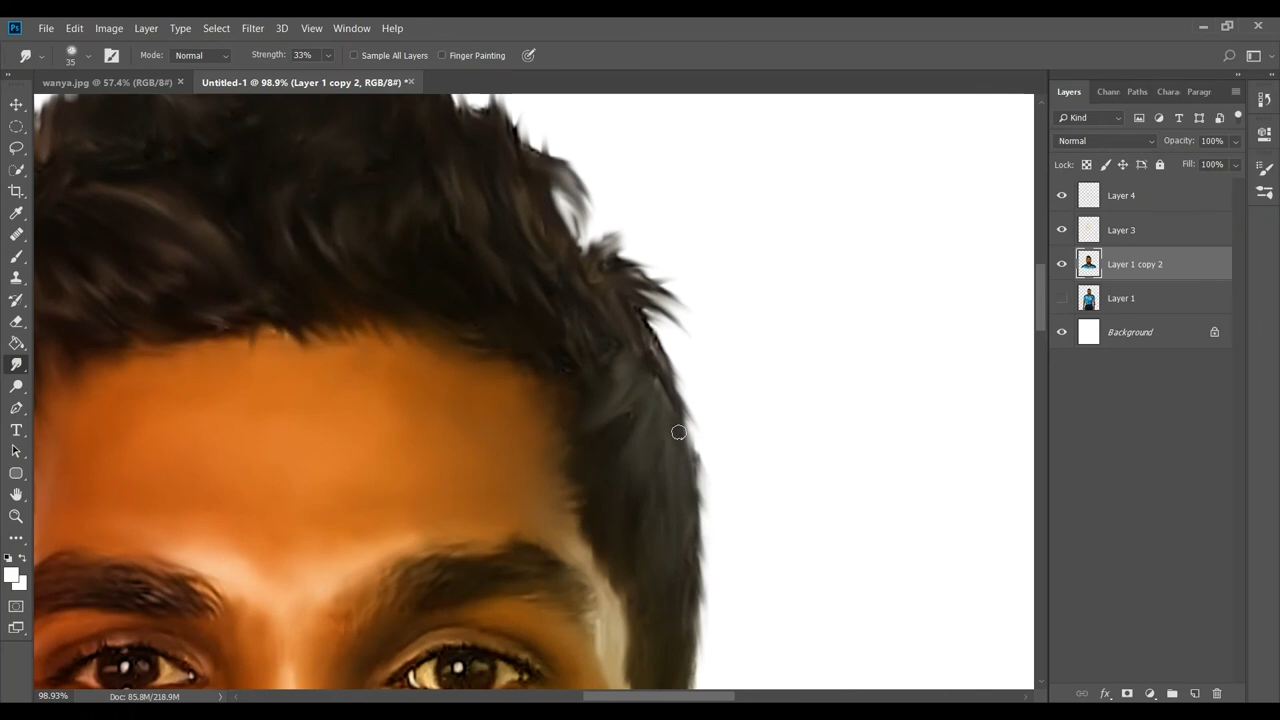 Ps File Edit Image Layer Type Select Filter 3D View Window Help
35 Mode: Normal Strength: 33% Sample All Layers Finger Painting
wanya.jpg @ 57.4% (RGB/8#) × Untitled-1 @ 98.9% (Layer 1 copy 2, RGB/8#) * ×
Layers Chann Paths Chara Paragr
Kind
Normal Opacity: 100%
Lock: Fill: 100%
Layer 4
Layer 3
Layer 1 copy 2
Layer 1
Background
98.93% Doc: 85.8M/218.9M